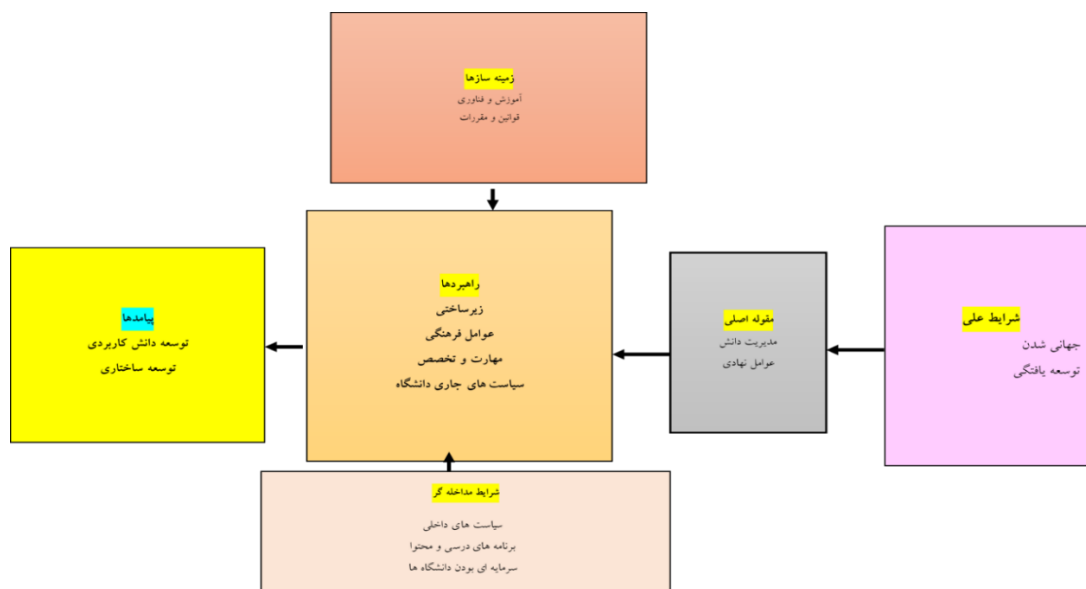 زمینه سازها
آموزش و فناوری
قوانین و مقررات
شرایط علی
جهانی شدن
توسعه یافتگی
مقوله اصلی
مدیریت دانش
عوامل نهادی
راهبردها
زیرساختی
عوامل فرهنگی
مهارت و تخصص
سیاست های جاری دانشگاه
پیامدها
توسعه دانش کاربردی
توسعه ساختاری
شرایط مداخله گر
سیاست های داخلی
برنامه های درسی و محتوا
سرمایه ای بودن دانشگاه ها